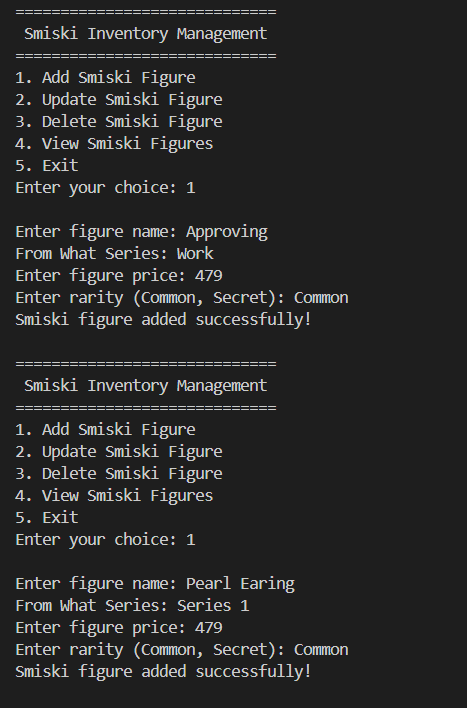 =============================
 Smiski Inventory Management
=============================
1. Add Smiski Figure
2. Update Smiski Figure
3. Delete Smiski Figure
4. View Smiski Figures
5. Exit
Enter your choice: 1

Enter figure name: Approving
From What Series: Work
Enter figure price: 479
Enter rarity (Common, Secret): Common
Smiski figure added successfully!

=============================
 Smiski Inventory Management
=============================
1. Add Smiski Figure
2. Update Smiski Figure
3. Delete Smiski Figure
4. View Smiski Figures
5. Exit
Enter your choice: 1

Enter figure name: Pearl Earing
From What Series: Series 1
Enter figure price: 479
Enter rarity (Common, Secret): Common
Smiski figure added successfully!